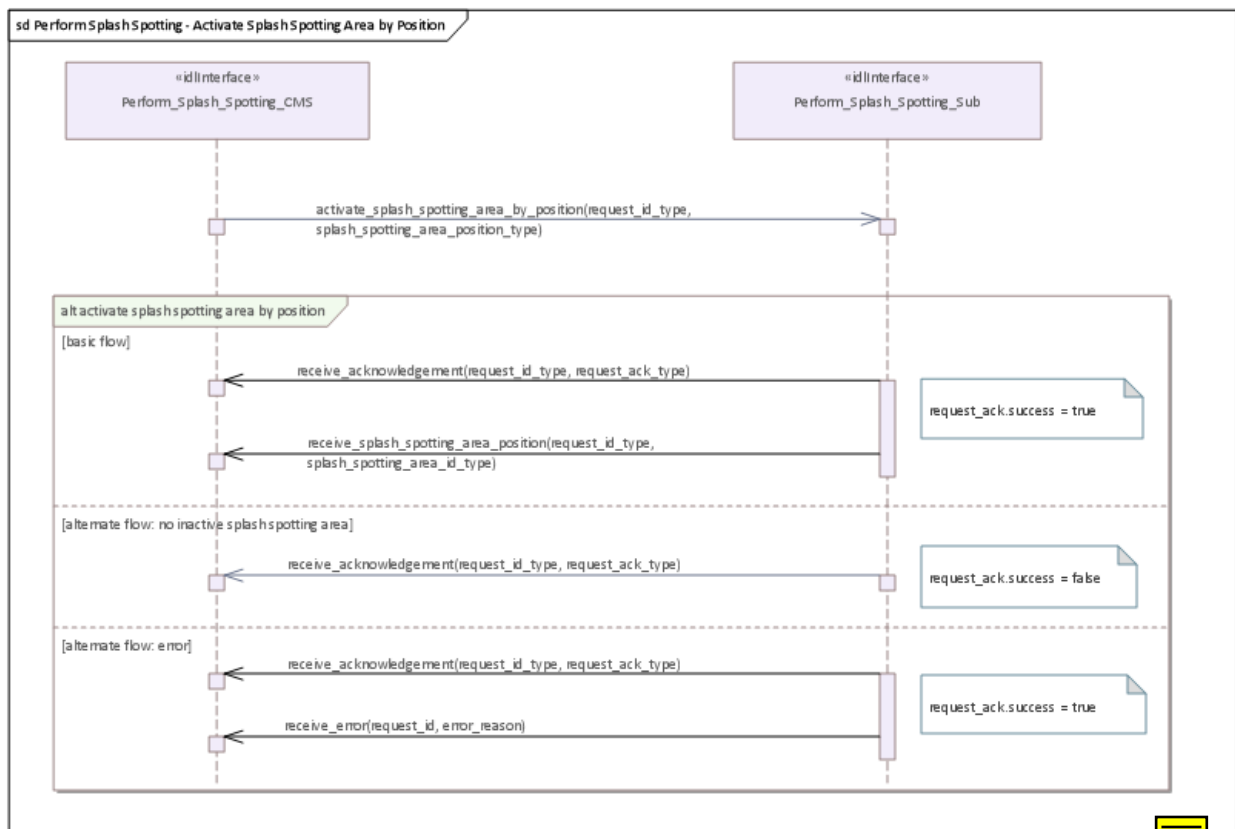 sd Perform Splash Spotting - Activate Splash Spotting Area by Position
«idlInterface»
Perform_Splash_Spotting_CMS
«idlInterface»
Perform_Splash_Spotting_Sub
activate_splash_spotting_area_by_position(request_id_type,
splash_spotting_area_position_type)
alt activate splash spotting area by position
[basic flow]
receive_acknowledgement(request_id_type, request_ack_type)
request_ack.success = true
receive_splash_spotting_area_position(request_id_type,
splash_spotting_area_id_type)
[alternate flow: no inactive splash spotting area]
receive_acknowledgement(request_id_type, request_ack_type)
request_ack.success = false
[alternate flow: error]
receive_acknowledgement(request_id_type, request_ack_type)
request_ack.success = true
receive_error(request_id, error_reason)